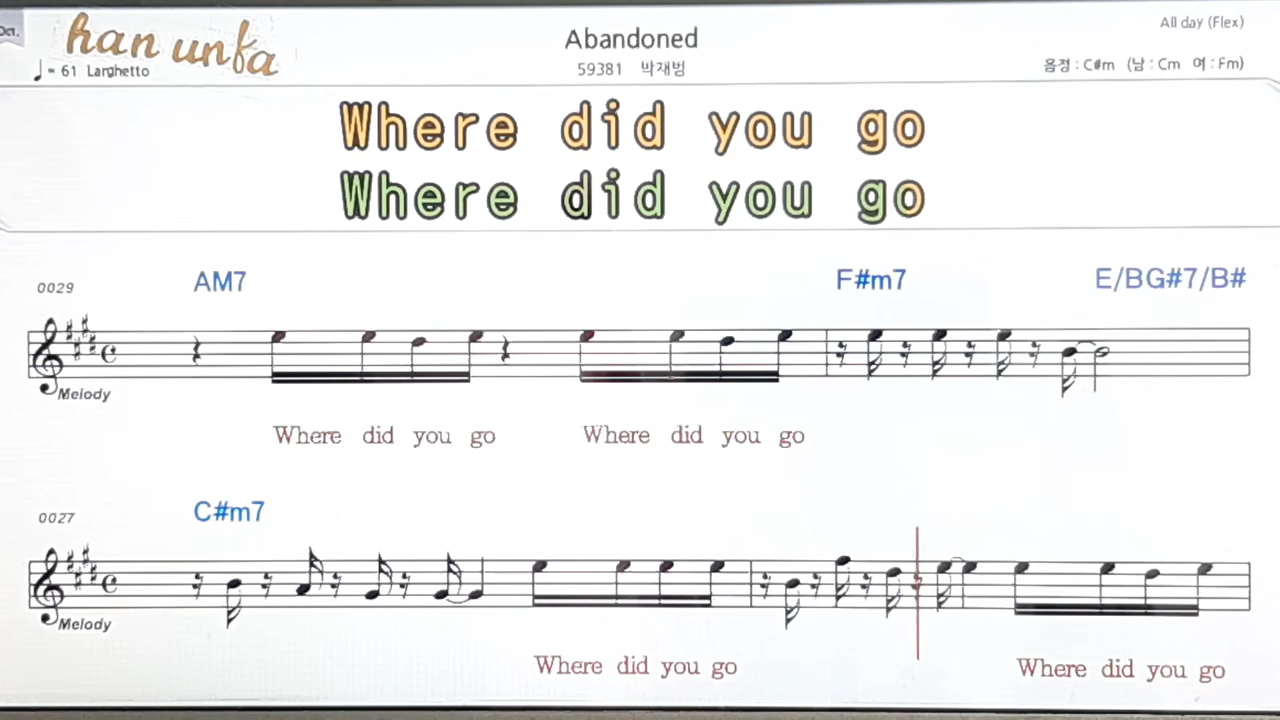 Oct.
han unfa
♩= 61 Larghetto
Abandoned
59381 박재범
All day (Flex)
음정 : C#m (남 : Cm 여 : Fm)
Where did you go
Where did you go
0029 AM7 F#m7 E/BG#7/B#
Melody
Where did you go Where did you go
0027 C#m7
Melody
Where did you go Where did you go